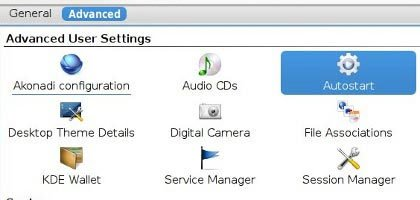 General Advanced
Advanced User Settings
Akonadi configuration Audio CDs Autostart
Desktop Theme Details Digital Camera File Associations
KDE Wallet Service Manager Session Manager